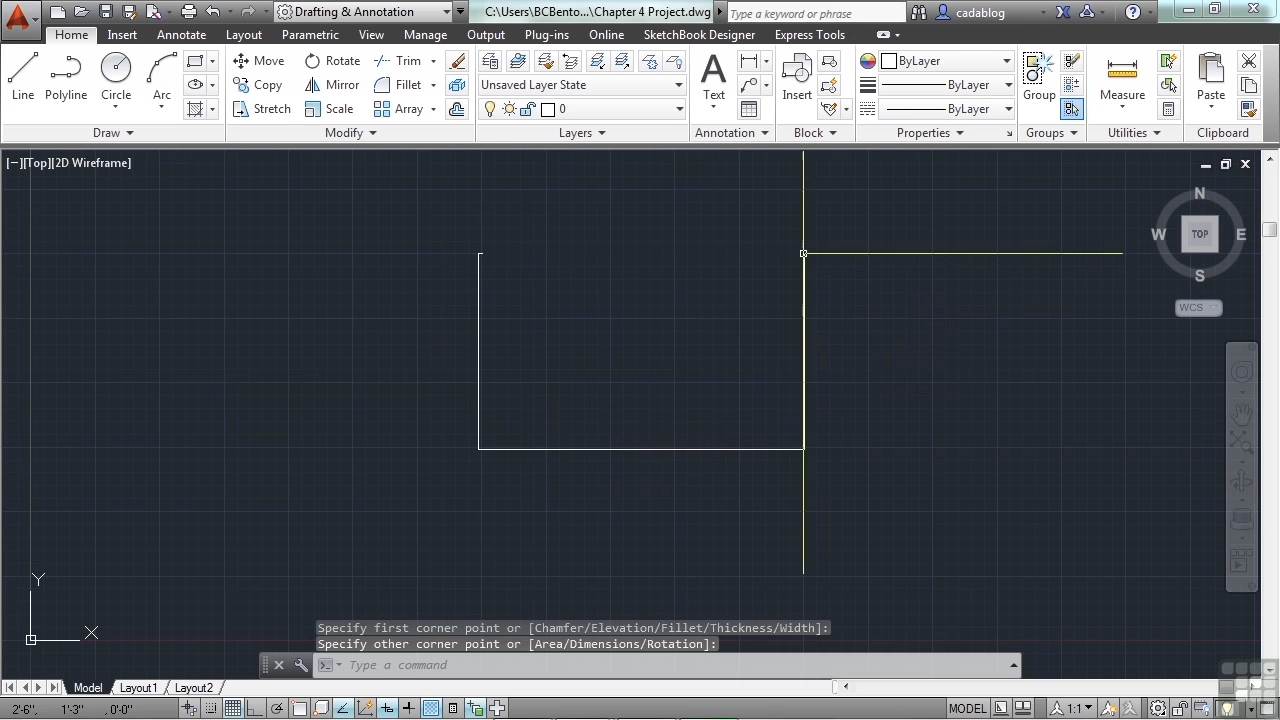 Drafting & Annotation
C:\Users\BCBento...\Chapter 4 Project.dwg
Type a keyword or phrase
cadablog
Home Insert Annotate Layout Parametric View Manage Output Plug-ins Online SketchBook Designer Express Tools
Line Polyline Circle Arc
Move Rotate Trim
Copy Mirror Fillet
Stretch Scale Array
Unsaved Layer State
0
Text
Insert
ByLayer
ByLayer
ByLayer
Group
Measure
Paste
Draw Modify Layers Annotation Block Properties Groups Utilities Clipboard
[−][Top][2D Wireframe]
N
W TOP E
S
WCS
Y
X
Specify first corner point or [Chamfer/Elevation/Fillet/Thickness/Width]:
Specify other corner point or [Area/Dimensions/Rotation]:
Type a command
Model Layout1 Layout2
2'-6", 1'-3" ,0'-0" MODEL 1:1